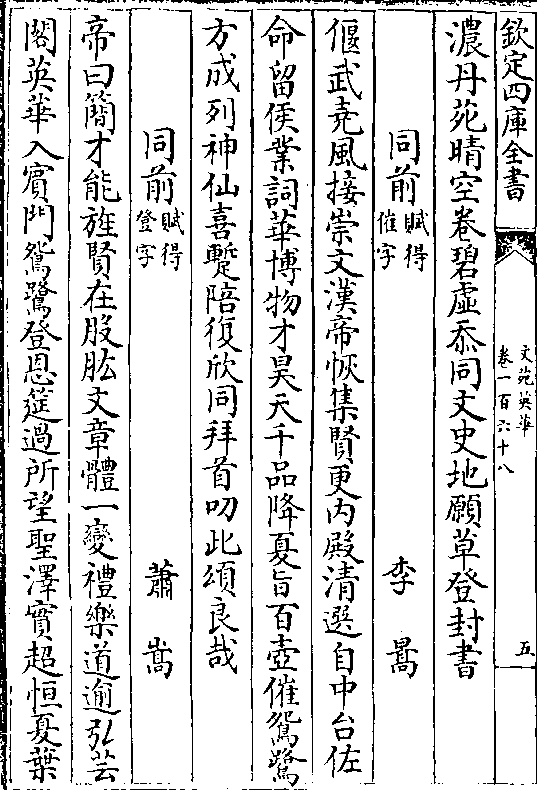 欽定四庫全書
文苑英華
卷一百六十八
五
濃丹苑晴空卷碧虛忝同文史地願草登封書
同前賦得催字 李暠
偃武堯風接崇文漢帝恢集賢更内殿清選自中台佐
命留侯業詞華博物才昊天千品降夏旨百壺催鴛鷺
方成列神仙喜蹔陪復欣同拜首叨此頌良哉
同前賦得登字 蕭嵩
帝曰簡才能旌賢在股肱文章體一變禮樂道逾弘芸
閣英華入賓門鴛鷺登恩筵過所望聖澤實超恒夏葉